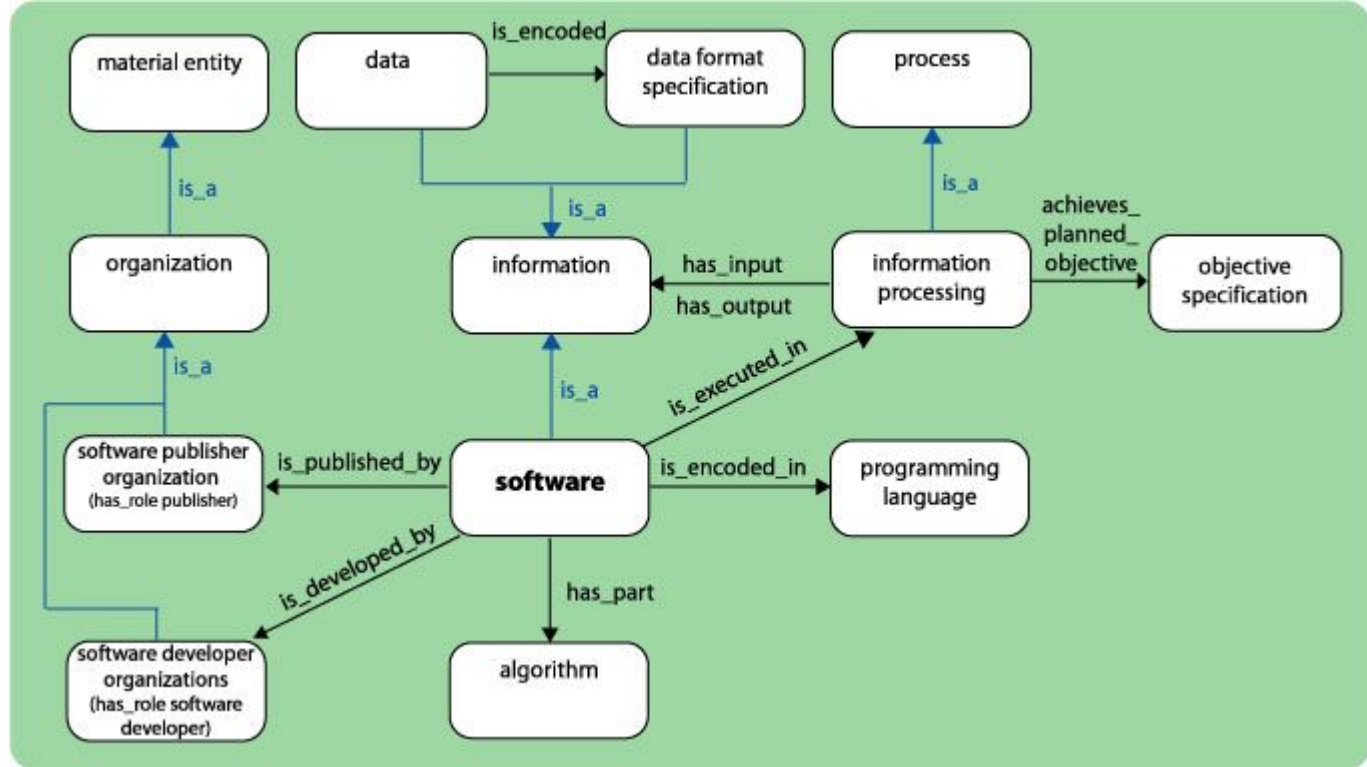 material entity
data
is_encoded
data format
specification
process
is_a
is_a
is_a
achieves_
planned_
objective
organization
information
has_input
has_output
information
processing
objective
specification
is_a
is_a
is_executed_in
software publisher
organization
(has_role publisher)
is_published_by
software
is_encoded_in
programming
language
is_developed_by
has_part
software developer
organizations
(has_role software
developer)
algorithm